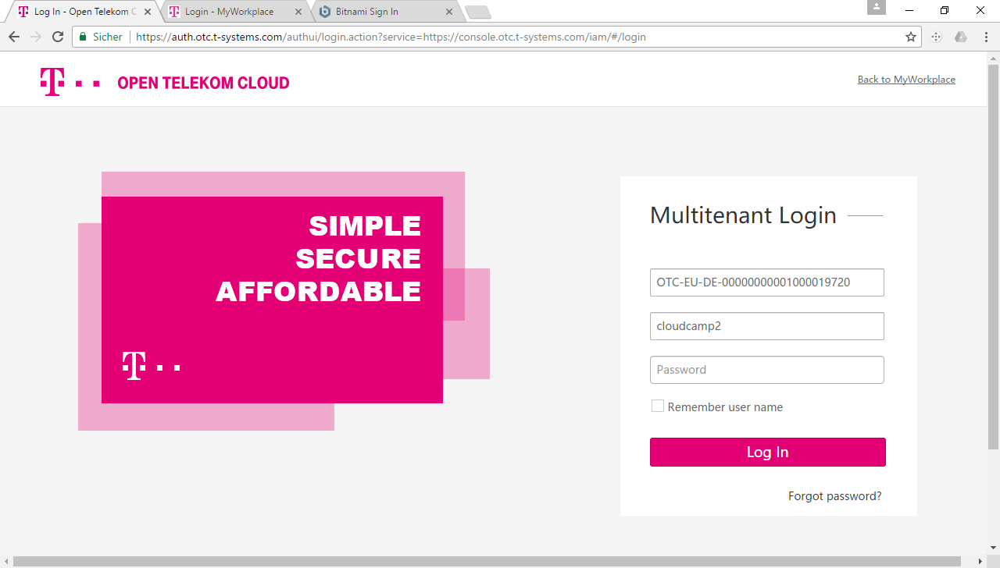 Log In - Open Telekom C
Login - MyWorkplace
Bitnami Sign In
Sicher
https://auth.otc.t-systems.com/authui/login.action?service=https://console.otc.t-systems.com/iam/#/login
OPEN TELEKOM CLOUD
Back to MyWorkplace
SIMPLE
SECURE
AFFORDABLE
Multitenant Login
OTC-EU-DE-00000000001000019720
cloudcamp2
Password
Remember user name
Log In
Forgot password?